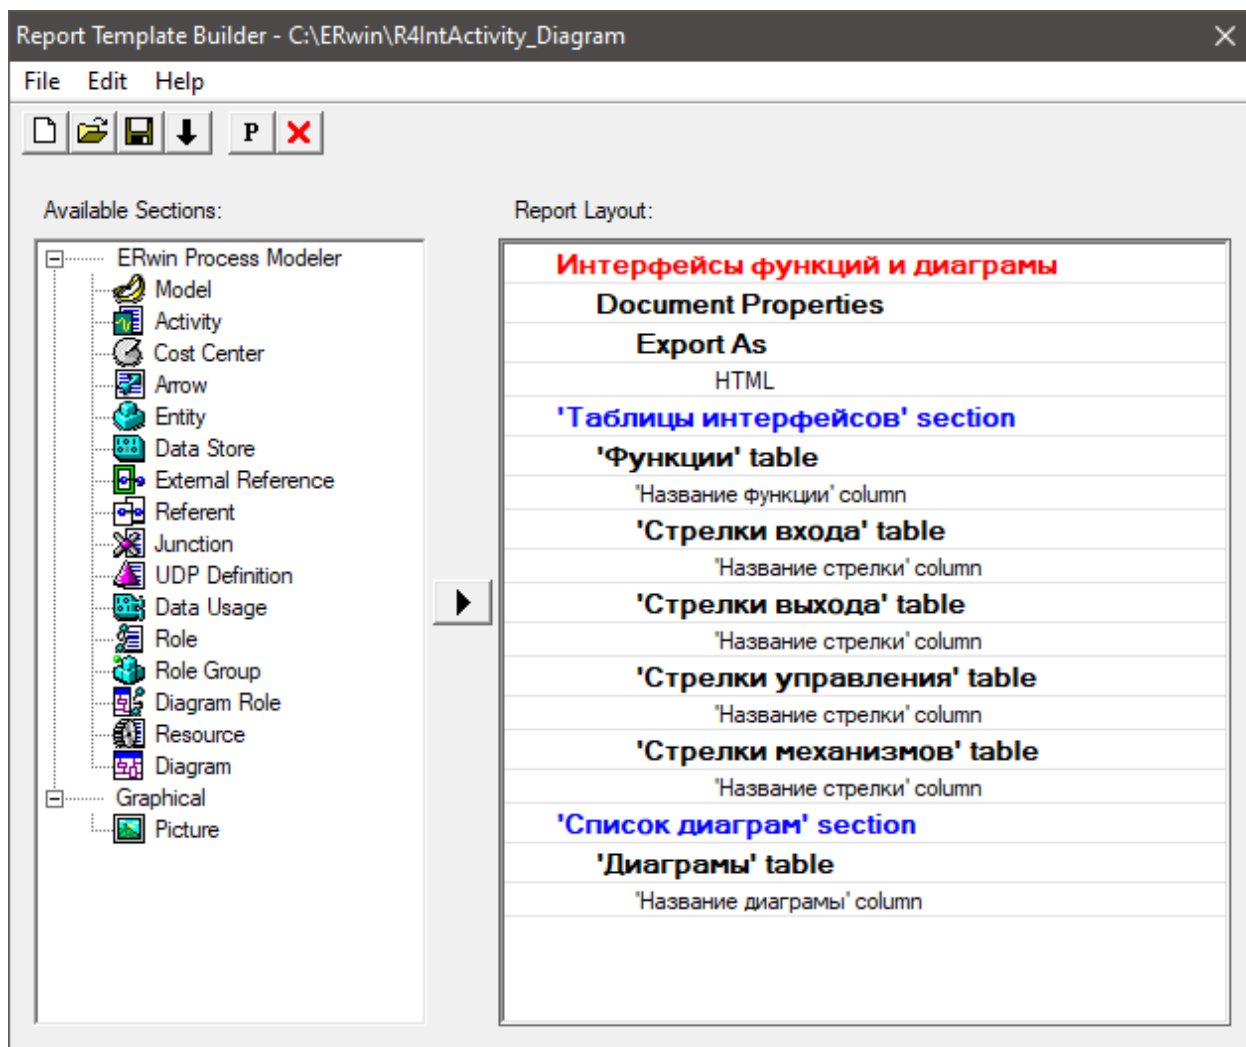 Report Template Builder - C:\ERwin\R4IntActivity_Diagram
File Edit Help
P
Available Sections:
ERwin Process Modeler
Model
Activity
Cost Center
Arrow
Entity
Data Store
External Reference
Referent
Junction
UDP Definition
Data Usage
Role
Role Group
Diagram Role
Resource
Diagram
Graphical
Picture
Report Layout:
Интерфейсы функций и диаграмы
Document Properties
Export As
HTML
'Таблицы интерфейсов' section
'Функции' table
'Название функции' column
'Стрелки входа' table
'Название стрелки' column
'Стрелки выхода' table
'Название стрелки' column
'Стрелки управления' table
'Название стрелки' column
'Стрелки механизмов' table
'Название стрелки' column
'Список диаграм' section
'Диаграмы' table
'Название диаграмы' column